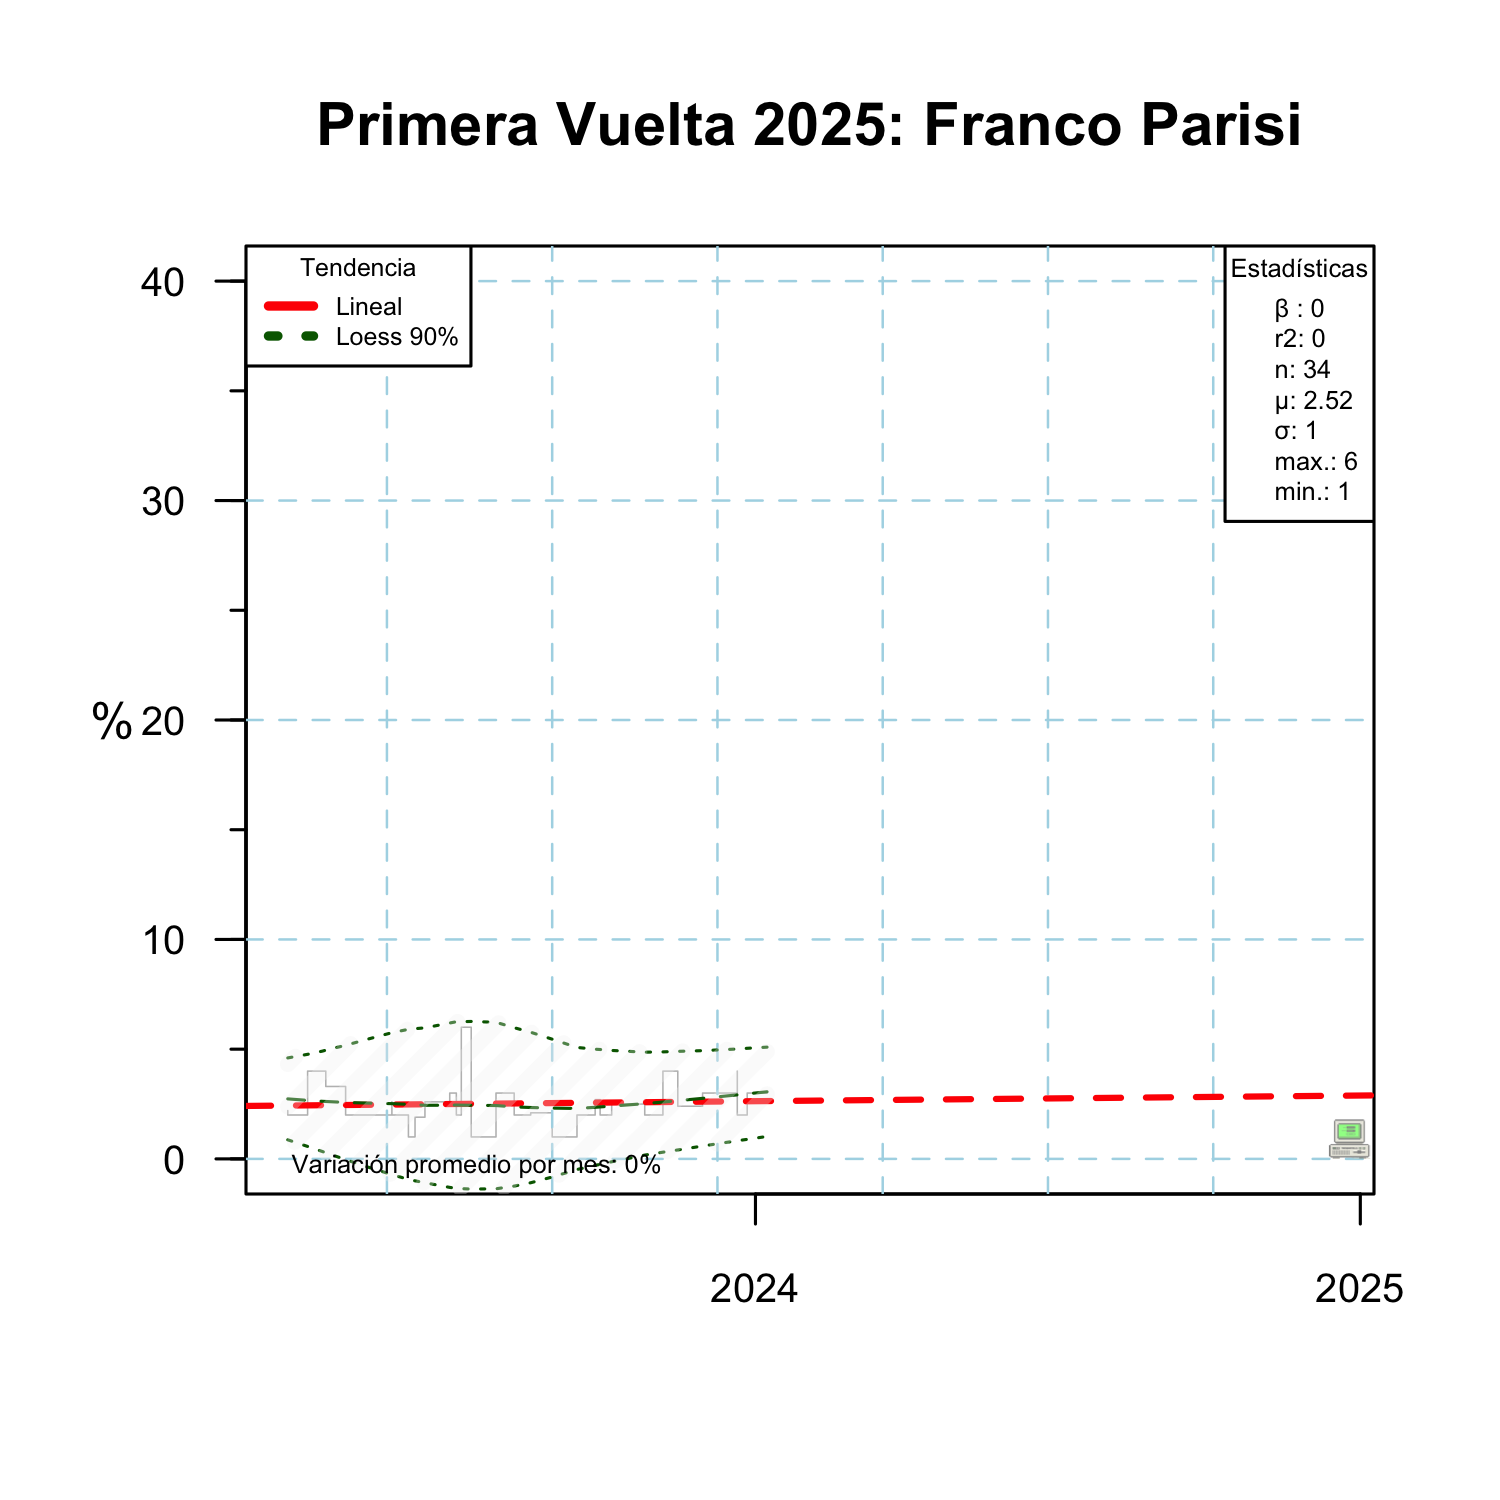 Primera Vuelta 2025: Franco Parisi
Tendencia
Lineal
Loess 90%
Estadísticas
β : 0
r2: 0
n: 34
μ: 2.52
σ: 1
max.: 6
min.: 1
40
30
%
20
10
0
Variación promedio por mes: 0%
2024
2025